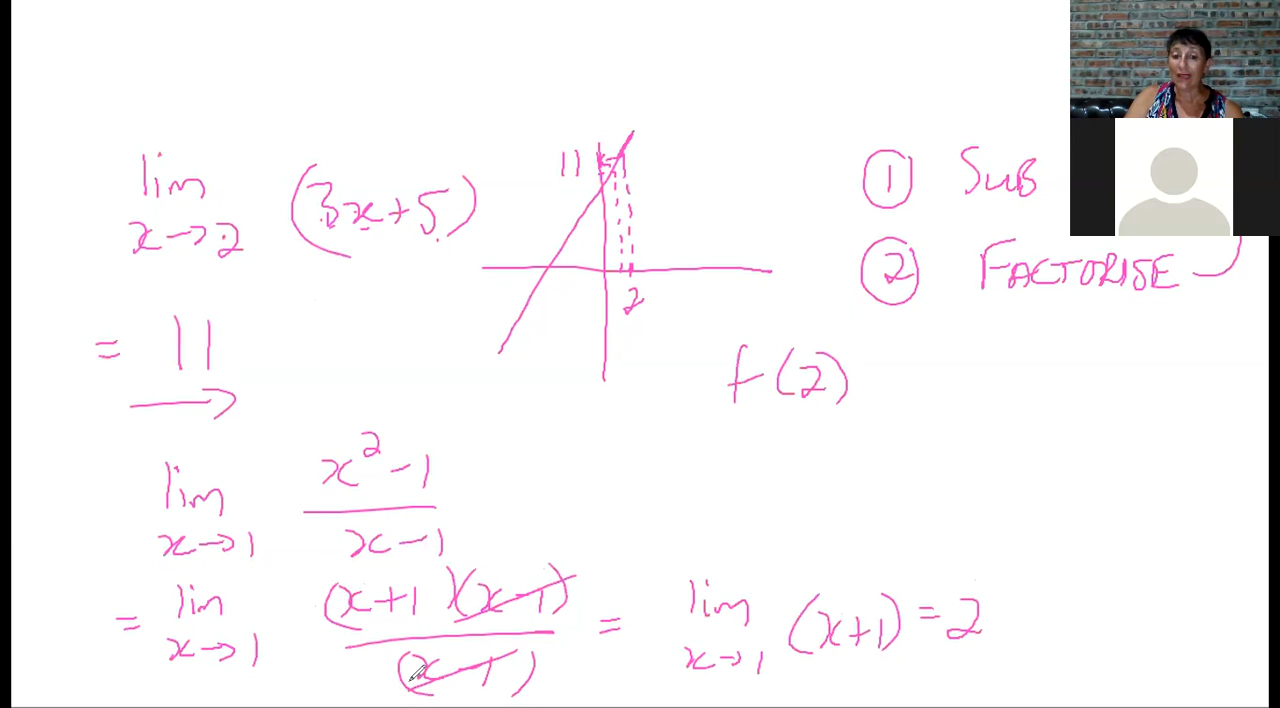 lim x→2 (3x+5)
= 11
11
2
① SUB
② FACTORISE
f(2)
lim x→1 x² - 1 / x - 1
= lim x→1 (x+1)(x-1) / (x-1) = lim x→1 (x+1) = 2